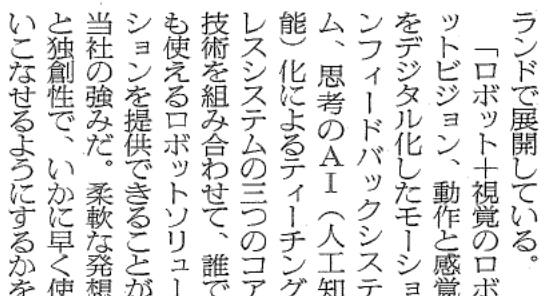 ランドで展開している。
「ロボット＋視覚のロボ
ットビジョン、動作と感覚
をデジタル化したモーショ
ンフィードバックシステ
ム、思考のＡＩ（人工知
能）化によるティーチング
レスシステムの三つのコア
技術を組み合わせて、誰で
も使えるロボットソリュー
ションを提供できることが
当社の強みだ。柔軟な発想
と独創性で、いかに早く使
いこなせるようにするかを